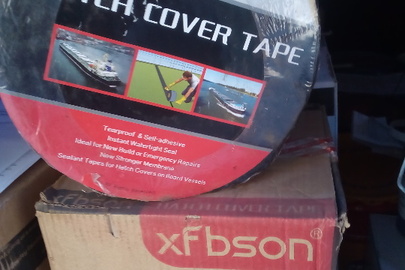 COVER TAPE
Tearproof & Self-adhesive
Instant Watertight Seal
Ideal for New Build or Emergency Repairs
New Stronger Membrane
Sealant Tapes for Hatch Covers on Board Vessels
xfbson®